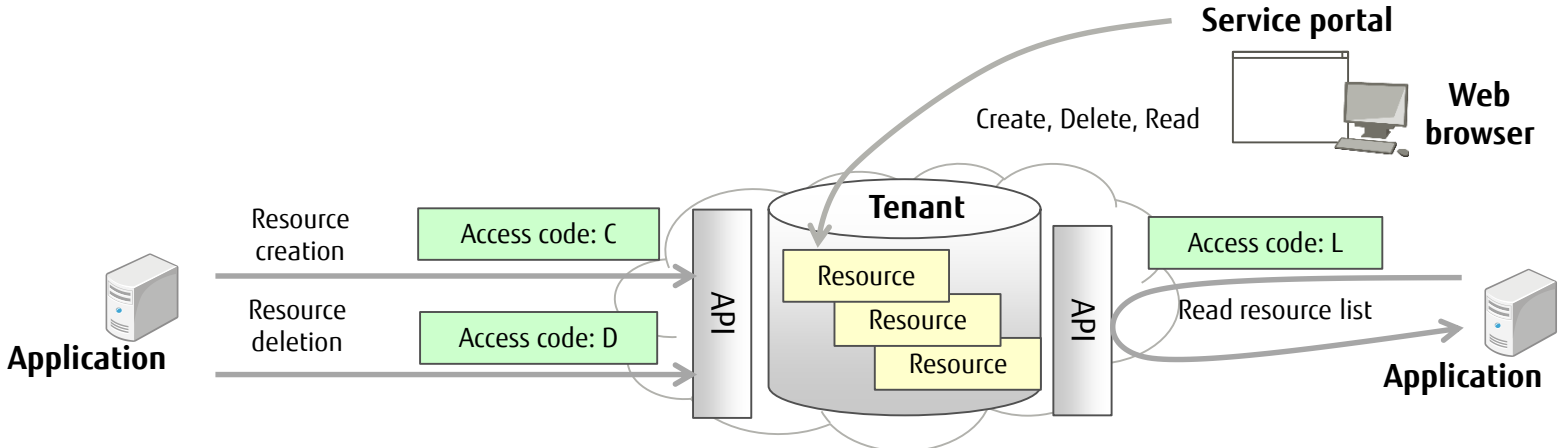 Service portal
Web
browser
Create, Delete, Read
Tenant
Resource
creation
Access code: C
Access code: L
Resource
API
API
Read resource list
Resource
Resource
deletion
Access code: D
Resource
Application
Application